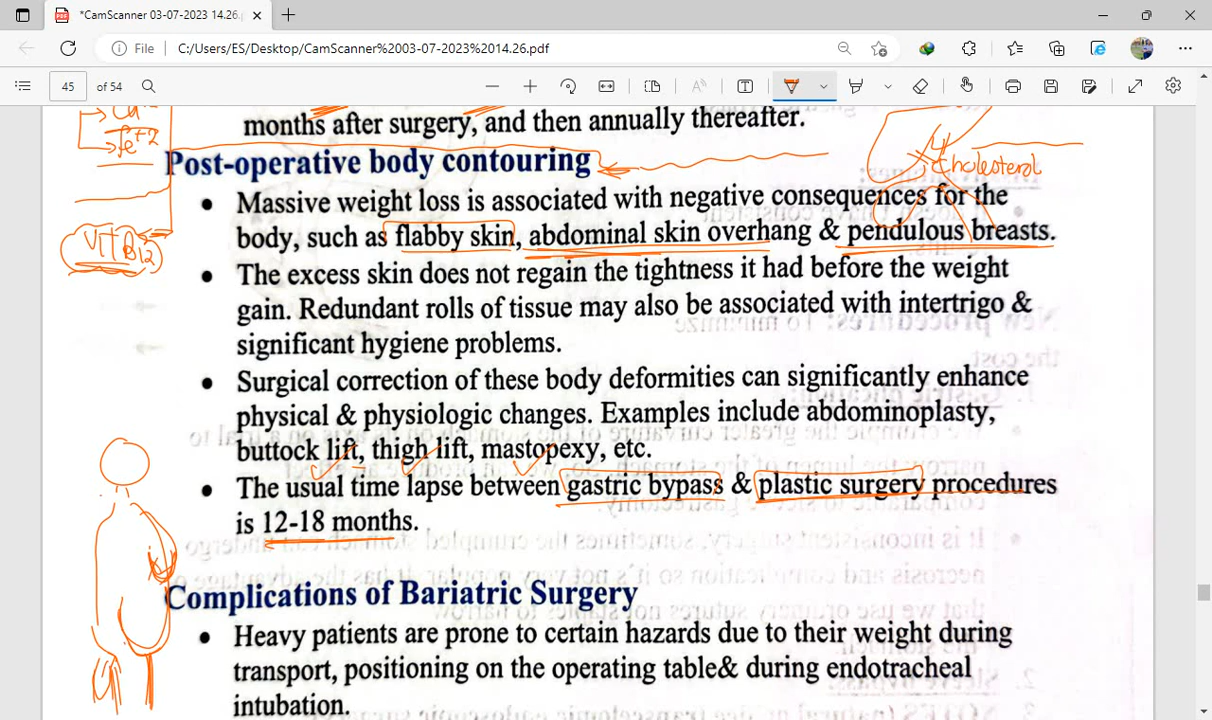 *CamScanner 03-07-2023 14.26.p
File C:/Users/ES/Desktop/CamScanner%2003-07-2023%2014.26.pdf
45 of 54
Fe+2
months after surgery, and then annually thereafter.
Post-operative body contouring
Cholesterol
• Massive weight loss is associated with negative consequences for the
body, such as flabby skin, abdominal skin overhang & pendulous breasts.
Vit B12
• The excess skin does not regain the tightness it had before the weight
gain. Redundant rolls of tissue may also be associated with intertrigo &
significant hygiene problems.
• Surgical correction of these body deformities can significantly enhance
physical & physiologic changes. Examples include abdominoplasty,
buttock lift, thigh lift, mastopexy, etc.
• The usual time lapse between gastric bypass & plastic surgery procedures
is 12-18 months.
Complications of Bariatric Surgery
• Heavy patients are prone to certain hazards due to their weight during
transport, positioning on the operating table& during endotracheal
intubation.